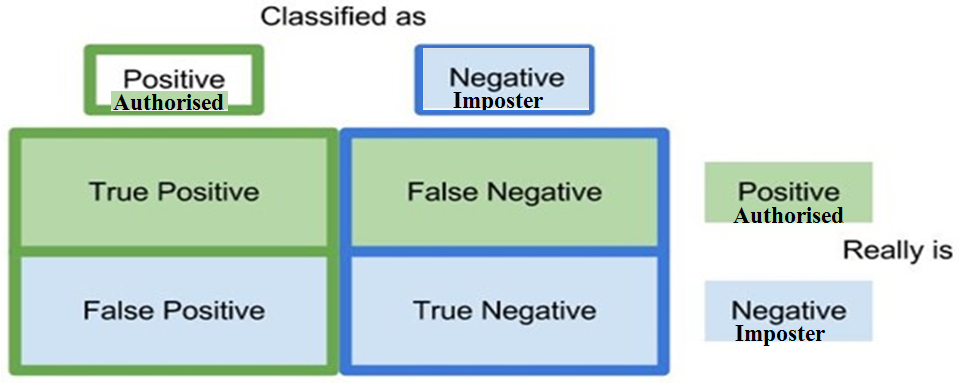 Classified as
Positive
Authorised
Negative
Imposter
True Positive
False Negative
Positive
Authorised
Really is
False Positive
True Negative
Negative
Imposter